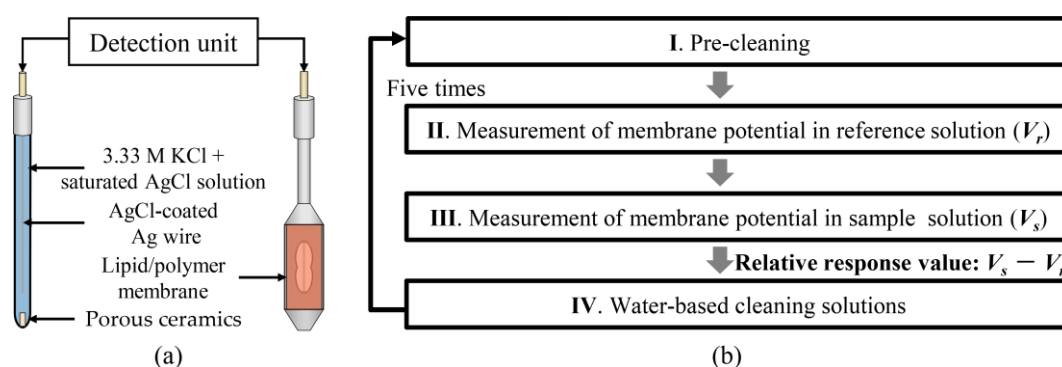 Detection unit
3.33 M KCl +
saturated AgCl solution
AgCl-coated
Ag wire
Lipid/polymer
membrane
Porous ceramics
(a)
I. Pre-cleaning
Five times
II. Measurement of membrane potential in reference solution (Vr)
III. Measurement of membrane potential in sample solution (Vs)
Relative response value: Vs − Vr
IV. Water-based cleaning solutions
(b)